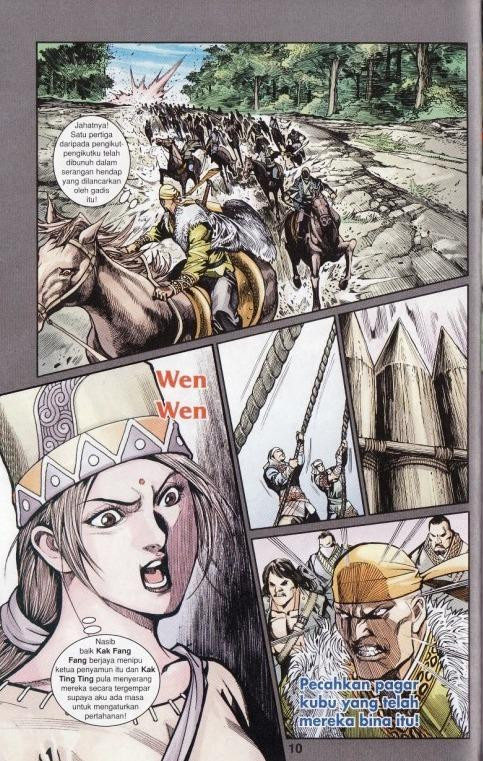 Jahatnya!
Satu pertiga
daripada pengikut-
pengikutku telah
dibunuh dalam
serangan hendap
yang dilancarkan
oleh gadis
itu!
Wen
Wen
Nasib
baik Kak Fang
Fang berjaya menipu
ketua penyamun itu dan Kak
Ting Ting pula menyerang
mereka secara tergempar
supaya aku ada masa
untuk mengaturkan
pertahanan!
Pecahkan pagar
kubu yang telah
mereka bina itu!
10